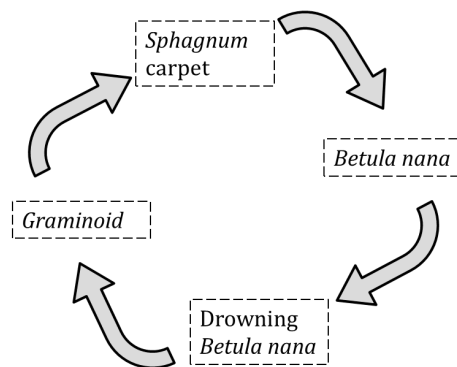 Sphagnum
carpet
Betula nana
Graminoid
Drowning
Betula nana